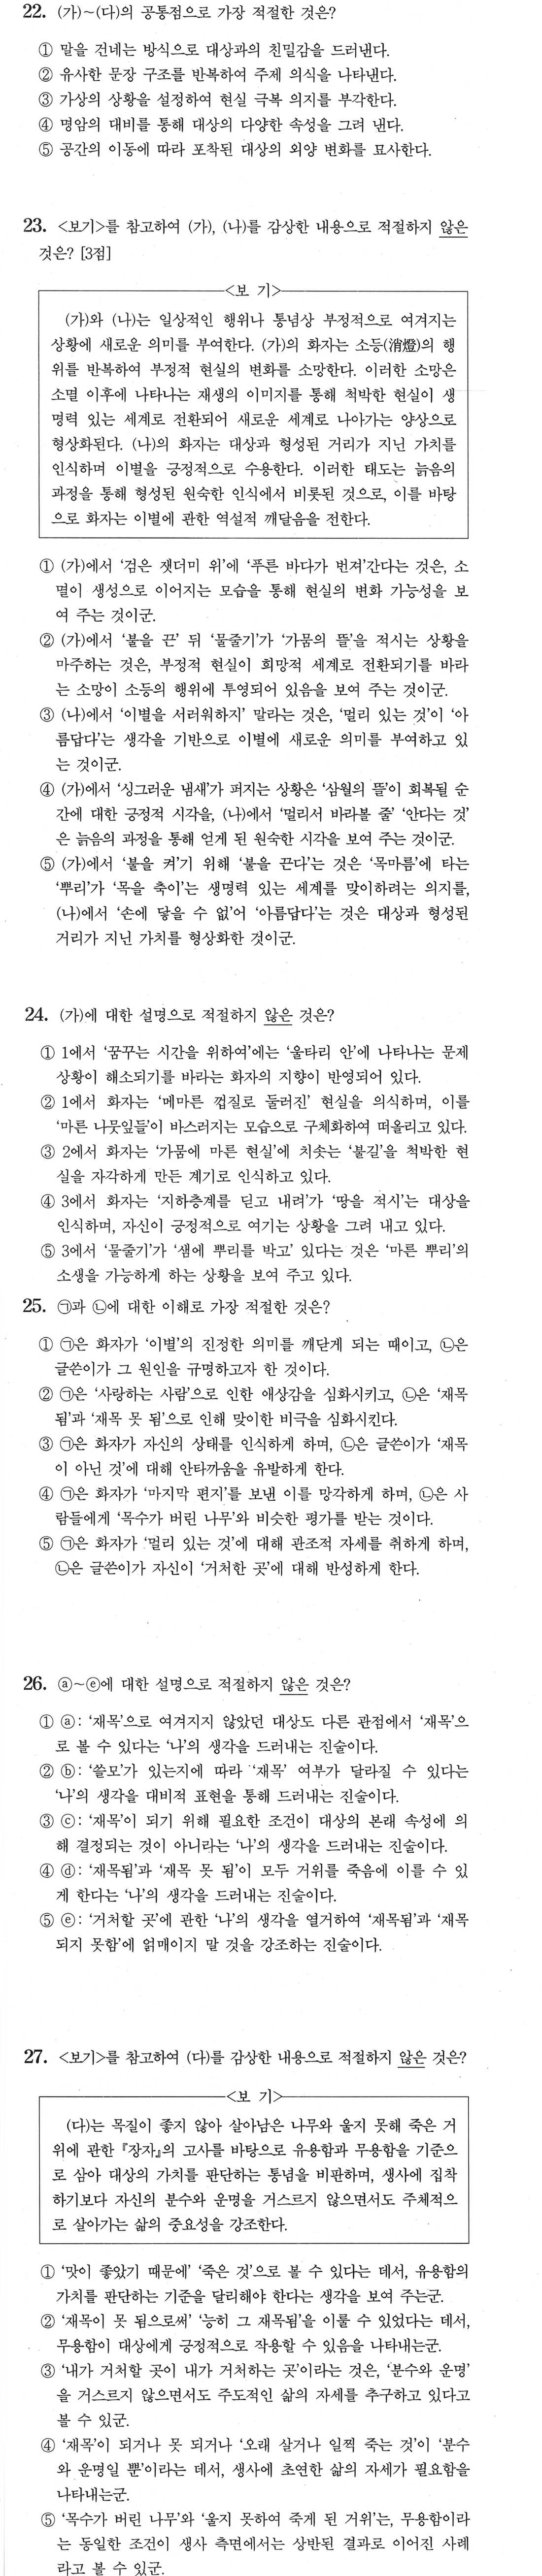 22. (가)~(다)의 공통점으로 가장 적절한 것은?
① 말을 건네는 방식으로 대상과의 친밀감을 드러낸다.
② 유사한 문장 구조를 반복하여 주제 의식을 나타낸다.
③ 가상의 상황을 설정하여 현실 극복 의지를 부각한다.
④ 명암의 대비를 통해 대상의 다양한 속성을 그려 낸다.
⑤ 공간의 이동에 따라 포착된 대상의 외양 변화를 묘사한다.
23. <보기>를 참고하여 (가), (나)를 감상한 내용으로 적절하지 않은
것은? [3점]
<보 기>
(가)와 (나)는 일상적인 행위나 통념상 부정적으로 여겨지는
상황에 새로운 의미를 부여한다. (가)의 화자는 소등(消燈)의 행
위를 반복하여 부정적 현실의 변화를 소망한다. 이러한 소망은
소멸 이후에 나타나는 재생의 이미지를 통해 척박한 현실이 생
명력 있는 세계로 전환되어 새로운 세계로 나아가는 양상으로
형상화된다. (나)의 화자는 대상과 형성된 거리가 지닌 가치를
인식하며 이별을 긍정적으로 수용한다. 이러한 태도는 늙음의
과정을 통해 형성된 원숙한 인식에서 비롯된 것으로, 이를 바탕
으로 화자는 이별에 관한 역설적 깨달음을 전한다.
① (가)에서 ‘검은 잿더미 위’에 ‘푸른 바다가 번져’간다는 것은, 소
멸이 생성으로 이어지는 모습을 통해 현실의 변화 가능성을 보
여 주는 것이군.
② (가)에서 ‘불을 끈’ 뒤 ‘물줄기’가 ‘가뭄의 뜰’을 적시는 상황을
마주하는 것은, 부정적 현실이 희망적 세계로 전환되기를 바라
는 소망이 소등의 행위에 투영되어 있음을 보여 주는 것이군.
③ (나)에서 ‘이별을 서러워하지’ 말라는 것은, ‘멀리 있는 것’이 ‘아
름답다’는 생각을 기반으로 이별에 새로운 의미를 부여하고 있
는 것이군.
④ (가)에서 ‘싱그러운 냄새’가 퍼지는 상황은 ‘삼월의 뜰’이 회복될 순
간에 대한 긍정적 시각을, (나)에서 ‘멀리서 바라볼 줄’ ‘안다는 것’
은 늙음의 과정을 통해 얻게 된 원숙한 시각을 보여 주는 것이군.
⑤ (가)에서 ‘불을 켜’기 위해 ‘불을 끈다’는 것은 ‘목마름’에 타는
‘뿌리’가 ‘목을 축이’는 생명력 있는 세계를 맞이하려는 의지를,
(나)에서 ‘손에 닿을 수 없’어 ‘아름답다’는 것은 대상과 형성된
거리가 지닌 가치를 형상화한 것이군.
24. (가)에 대한 설명으로 적절하지 않은 것은?
① 1에서 ‘꿈꾸는 시간을 위하여’에는 ‘울타리 안’에 나타나는 문제
상황이 해소되기를 바라는 화자의 지향이 반영되어 있다.
② 1에서 화자는 ‘메마른 껍질로 둘러진’ 현실을 의식하며, 이를
‘마른 나뭇잎들’이 바스러지는 모습으로 구체화하여 떠올리고 있다.
③ 2에서 화자는 ‘가뭄에 마른 현실’에 치솟는 ‘불길’을 척박한 현
실을 자각하게 만든 계기로 인식하고 있다.
④ 3에서 화자는 ‘지하층계를 딛고 내려’가 ‘땅을 적시’는 대상을
인식하며, 자신이 긍정적으로 여기는 상황을 그려 내고 있다.
⑤ 3에서 ‘물줄기’가 ‘샘에 뿌리를 박고’ 있다는 것은 ‘마른 뿌리’의
소생을 가능하게 하는 상황을 보여 주고 있다.
25. ㉠과 ㉡에 대한 이해로 가장 적절한 것은?
① ㉠은 화자가 ‘이별’의 진정한 의미를 깨닫게 되는 때이고, ㉡은
글쓴이가 그 원인을 규명하고자 한 것이다.
② ㉠은 ‘사랑하는 사람’으로 인한 애상감을 심화시키고, ㉡은 ‘재목
됨’과 ‘재목 못 됨’으로 인해 맞이한 비극을 심화시킨다.
③ ㉠은 화자가 자신의 상태를 인식하게 하며, ㉡은 글쓴이가 ‘재목
이 아닌 것’에 대해 안타까움을 유발하게 한다.
④ ㉠은 화자가 ‘마지막 편지’를 보낸 이를 망각하게 하며, ㉡은 사
람들에게 ‘목수가 버린 나무’와 비슷한 평가를 받는 것이다.
⑤ ㉠은 화자가 ‘멀리 있는 것’에 대해 관조적 자세를 취하게 하며,
㉡은 글쓴이가 자신이 ‘거처한 곳’에 대해 반성하게 한다.
26. ⓐ~ⓔ에 대한 설명으로 적절하지 않은 것은?
① ⓐ: ‘재목’으로 여겨지지 않았던 대상도 다른 관점에서 ‘재목’으
로 볼 수 있다는 ‘나’의 생각을 드러내는 진술이다.
② ⓑ: ‘쓸모’가 있는지에 따라 ‘재목’ 여부가 달라질 수 있다는
‘나’의 생각을 대비적 표현을 통해 드러내는 진술이다.
③ ⓒ: ‘재목’이 되기 위해 필요한 조건이 대상의 본래 속성에 의
해 결정되는 것이 아니라는 ‘나’의 생각을 드러내는 진술이다.
④ ⓓ: ‘재목됨’과 ‘재목 못 됨’이 모두 거위를 죽음에 이를 수 있
게 한다는 ‘나’의 생각을 드러내는 진술이다.
⑤ ⓔ: ‘거처할 곳’에 관한 ‘나’의 생각을 열거하여 ‘재목됨’과 ‘재목
되지 못함’에 얽매이지 말 것을 강조하는 진술이다.
27. <보기>를 참고하여 (다)를 감상한 내용으로 적절하지 않은 것은?
<보 기>
(다)는 목질이 좋지 않아 살아남은 나무와 울지 못해 죽은 거
위에 관한 『장자』의 고사를 바탕으로 유용함과 무용함을 기준으
로 삼아 대상의 가치를 판단하는 통념을 비판하며, 생사에 집착
하기보다 자신의 분수와 운명을 거스르지 않으면서도 주체적으
로 살아가는 삶의 중요성을 강조한다.
① ‘맛이 좋았기 때문에’ ‘죽은 것’으로 볼 수 있다는 데서, 유용함의
가치를 판단하는 기준을 달리해야 한다는 생각을 보여 주는군.
② ‘재목이 못 됨으로써’ ‘능히 그 재목됨’을 이룰 수 있었다는 데서,
무용함이 대상에게 긍정적으로 작용할 수 있음을 나타내는군.
③ ‘내가 거처할 곳이 내가 거처하는 곳’이라는 것은, ‘분수와 운명’
을 거스르지 않으면서도 주도적인 삶의 자세를 추구하고 있다고
볼 수 있군.
④ ‘재목’이 되거나 못 되거나 ‘오래 살거나 일찍 죽는 것’이 ‘분수
와 운명일 뿐’이라는 데서, 생사에 초연한 삶의 자세가 필요함을
나타내는군.
⑤ ‘목수가 버린 나무’와 ‘울지 못하여 죽게 된 거위’는, 무용함이라
는 동일한 조건이 생사 측면에서는 상반된 결과로 이어진 사례
라고 볼 수 있군.